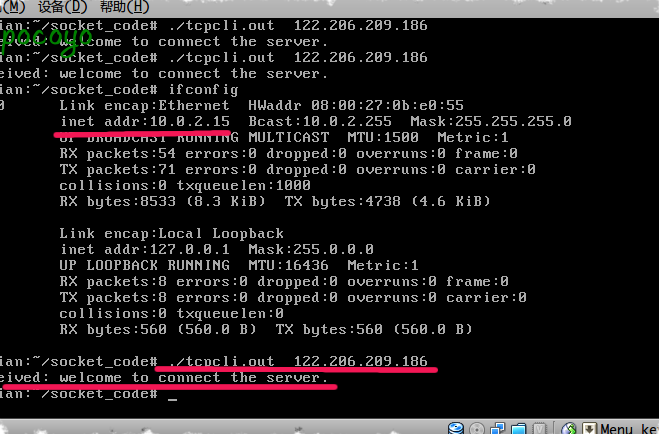 (M) 设备(D) 帮助(H)
ian:~/socket_code# ./tcpcli.out 122.206.209.186
eived: welcome to connect the server.
pocoyo
ian:~/socket_code# ./tcpcli.out 122.206.209.186
eived: welcome to connect the server.
ian:~/socket_code# ifconfig
0 Link encap:Ethernet HWaddr 08:00:27:0b:e0:55
inet addr:10.0.2.15 Bcast:10.0.2.255 Mask:255.255.255.0
UP BROADCAST RUNNING MULTICAST MTU:1500 Metric:1
RX packets:54 errors:0 dropped:0 overruns:0 frame:0
TX packets:71 errors:0 dropped:0 overruns:0 carrier:0
collisions:0 txqueuelen:1000
RX bytes:8533 (8.3 KiB) TX bytes:4738 (4.6 KiB)
Link encap:Local Loopback
inet addr:127.0.0.1 Mask:255.0.0.0
UP LOOPBACK RUNNING MTU:16436 Metric:1
RX packets:8 errors:0 dropped:0 overruns:0 frame:0
TX packets:8 errors:0 dropped:0 overruns:0 carrier:0
collisions:0 txqueuelen:0
RX bytes:560 (560.0 B) TX bytes:560 (560.0 B)
ian:~/socket_code# ./tcpcli.out 122.206.209.186
eived: welcome to connect the server.
ian: /socket_code# _
Menu ke